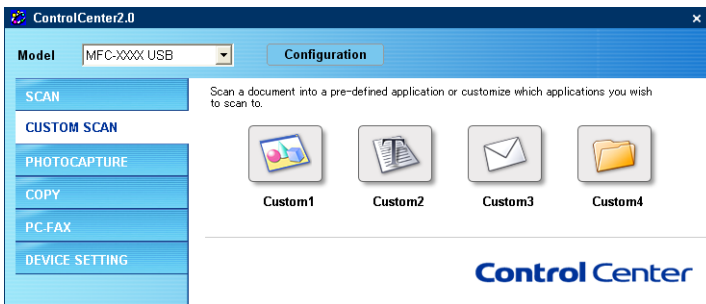 ControlCenter2.0
Model MFC-XXXX USB Configuration
SCAN
CUSTOM SCAN
PHOTOCAPTURE
COPY
PC-FAX
DEVICE SETTING
Scan a document into a pre-defined application or customize which applications you wish
to scan to.
Custom1 Custom2 Custom3 Custom4
Control Center